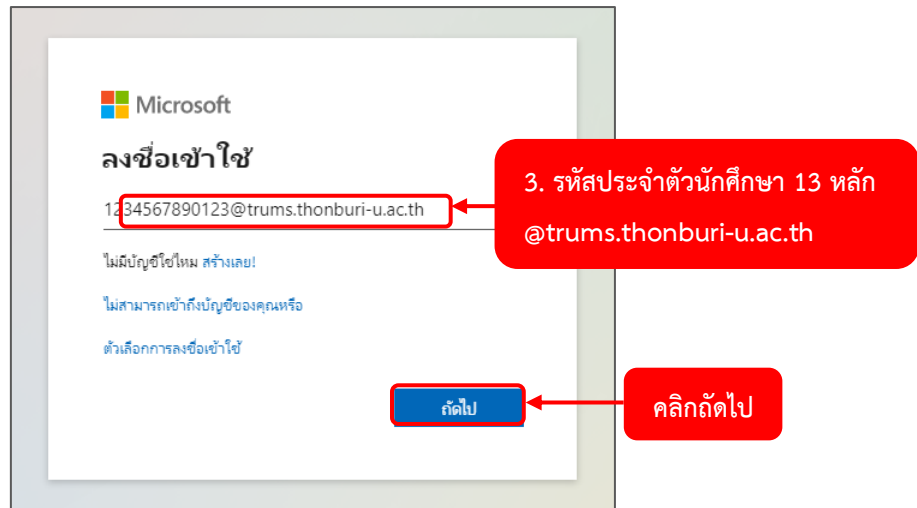 Microsoft
ลงชื่อเข้าใช้
1234567890123@trums.thonburi-u.ac.th
3. รหัสประจำตัวนักศึกษา 13 หลัก
@trums.thonburi-u.ac.th
ไม่มีบัญชีใช่ไหม สร้างเลย!
ไม่สามารถเข้าถึงบัญชีของคุณหรือ
ตัวเลือกการลงชื่อเข้าใช้
ถัดไป
คลิกถัดไป